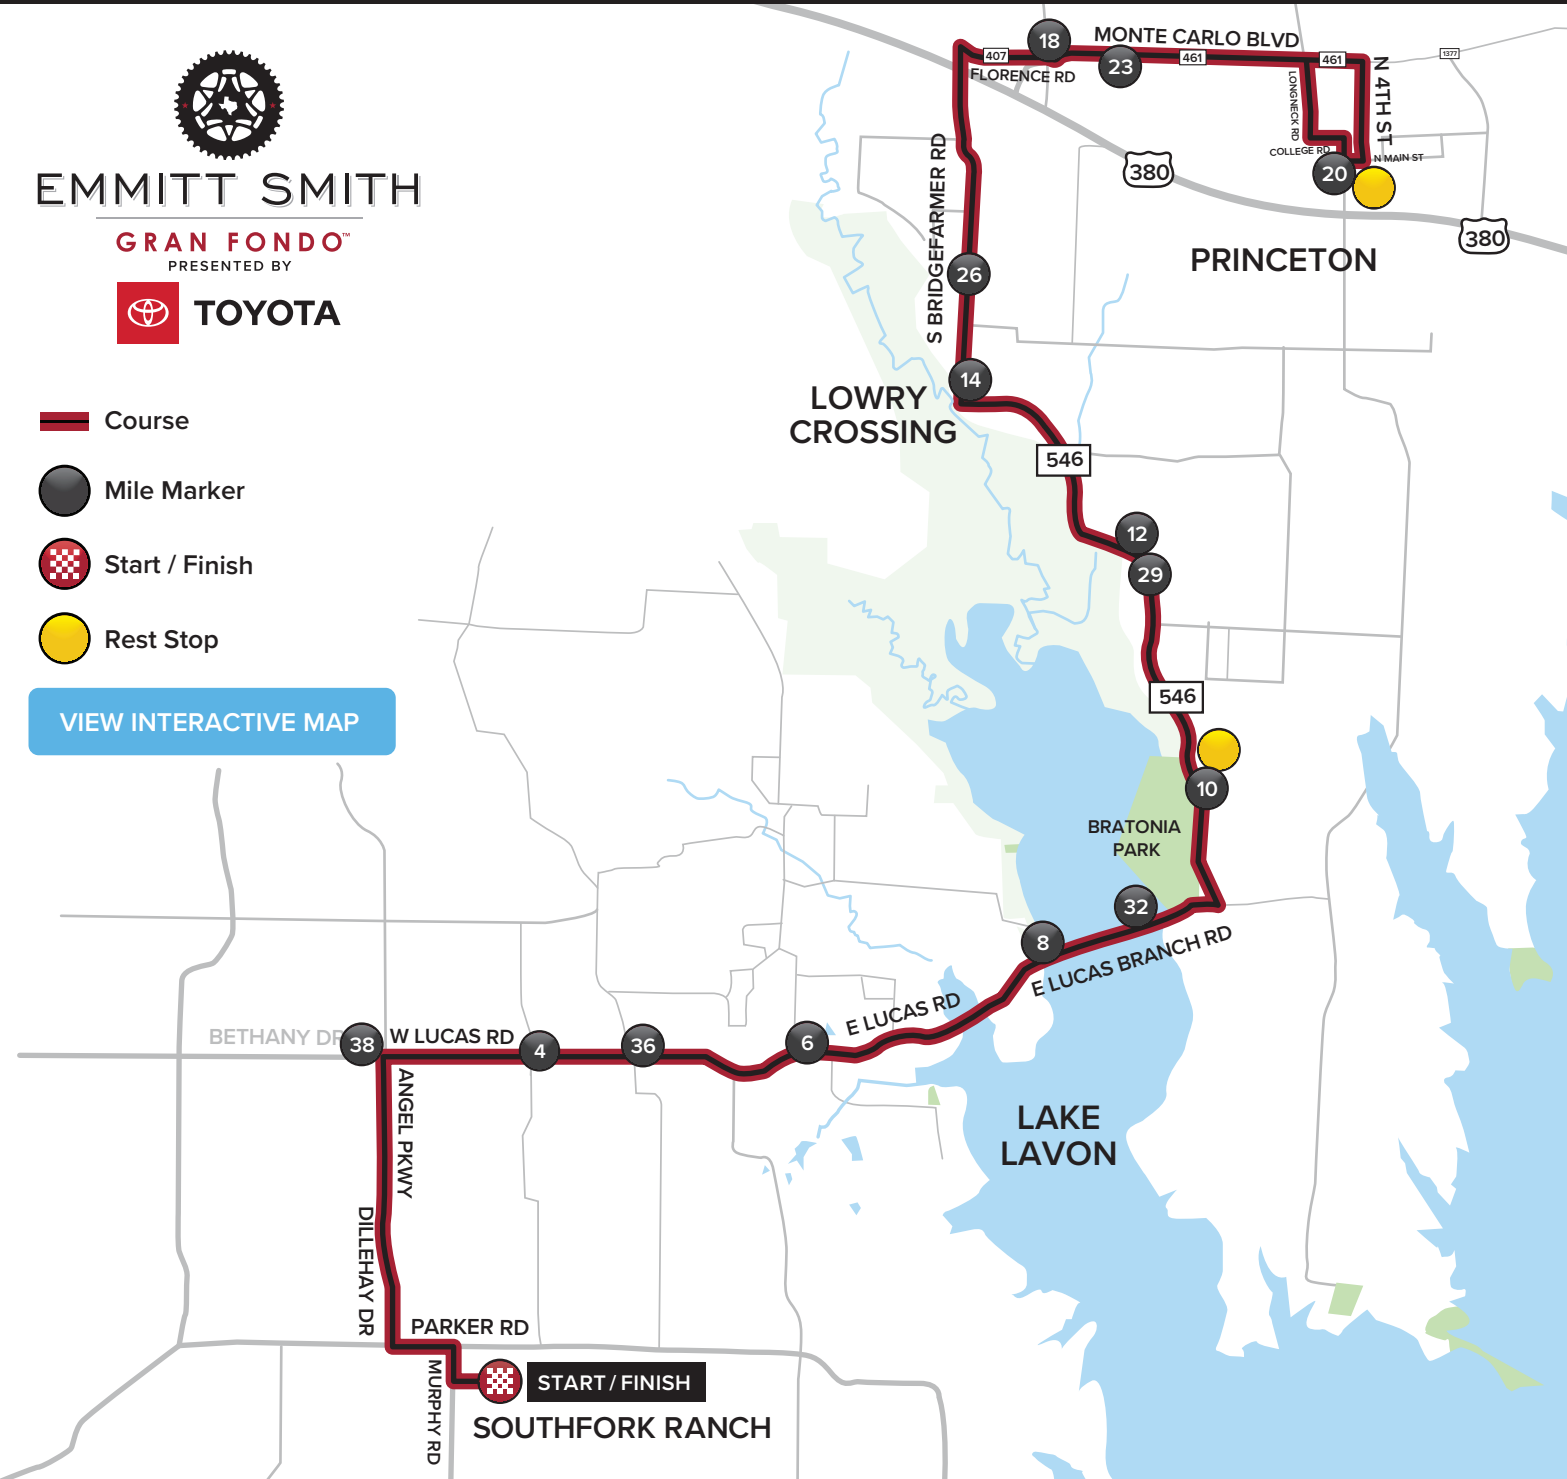 EMMITT SMITH
GRAN FONDO™
PRESENTED BY
TOYOTA
Course
Mile Marker
Start / Finish
Rest Stop
VIEW INTERACTIVE MAP
18
MONTE CARLO BLVD
407
23
461
461
1377
FLORENCE RD
LONGNECK RD
N 4TH ST
COLLEGE RD
N MAIN ST
20
380
380
PRINCETON
S BRIDGEFARMER RD
26
14
LOWRY
CROSSING
546
12
29
546
10
BRATONIA
PARK
32
8
E LUCAS BRANCH RD
E LUCAS RD
6
BETHANY DR
38
W LUCAS RD
4
36
ANGEL PKWY
LAKE
LAVON
DILLEHAY DR
PARKER RD
MURPHY RD
START / FINISH
SOUTHFORK RANCH